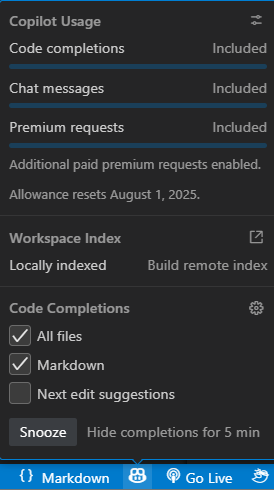 Copilot Usage
Code completions Included
Chat messages Included
Premium requests Included
Additional paid premium requests enabled.
Allowance resets August 1, 2025.
Workspace Index
Locally indexed Build remote index
Code Completions
All files
Markdown
Next edit suggestions
Snooze Hide completions for 5 min
{} Markdown Go Live